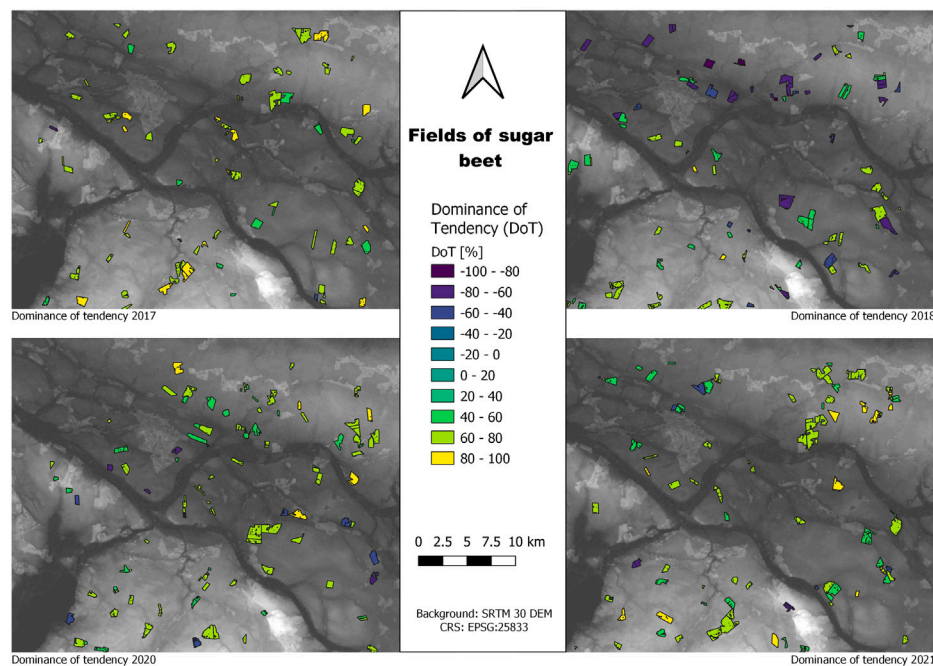 Fields of sugar
beet
Dominance of
Tendency (DoT)
DoT [%]
-100 - -80
-80 - -60
-60 - -40
-40 - -20
-20 - 0
0 - 20
20 - 40
40 - 60
60 - 80
80 - 100
0 2.5 5 7.5 10 km
Background: SRTM 30 DEM
CRS: EPSG:25833
Dominance of tendency 2017
Dominance of tendency 2018
Dominance of tendency 2020
Dominance of tendency 2021